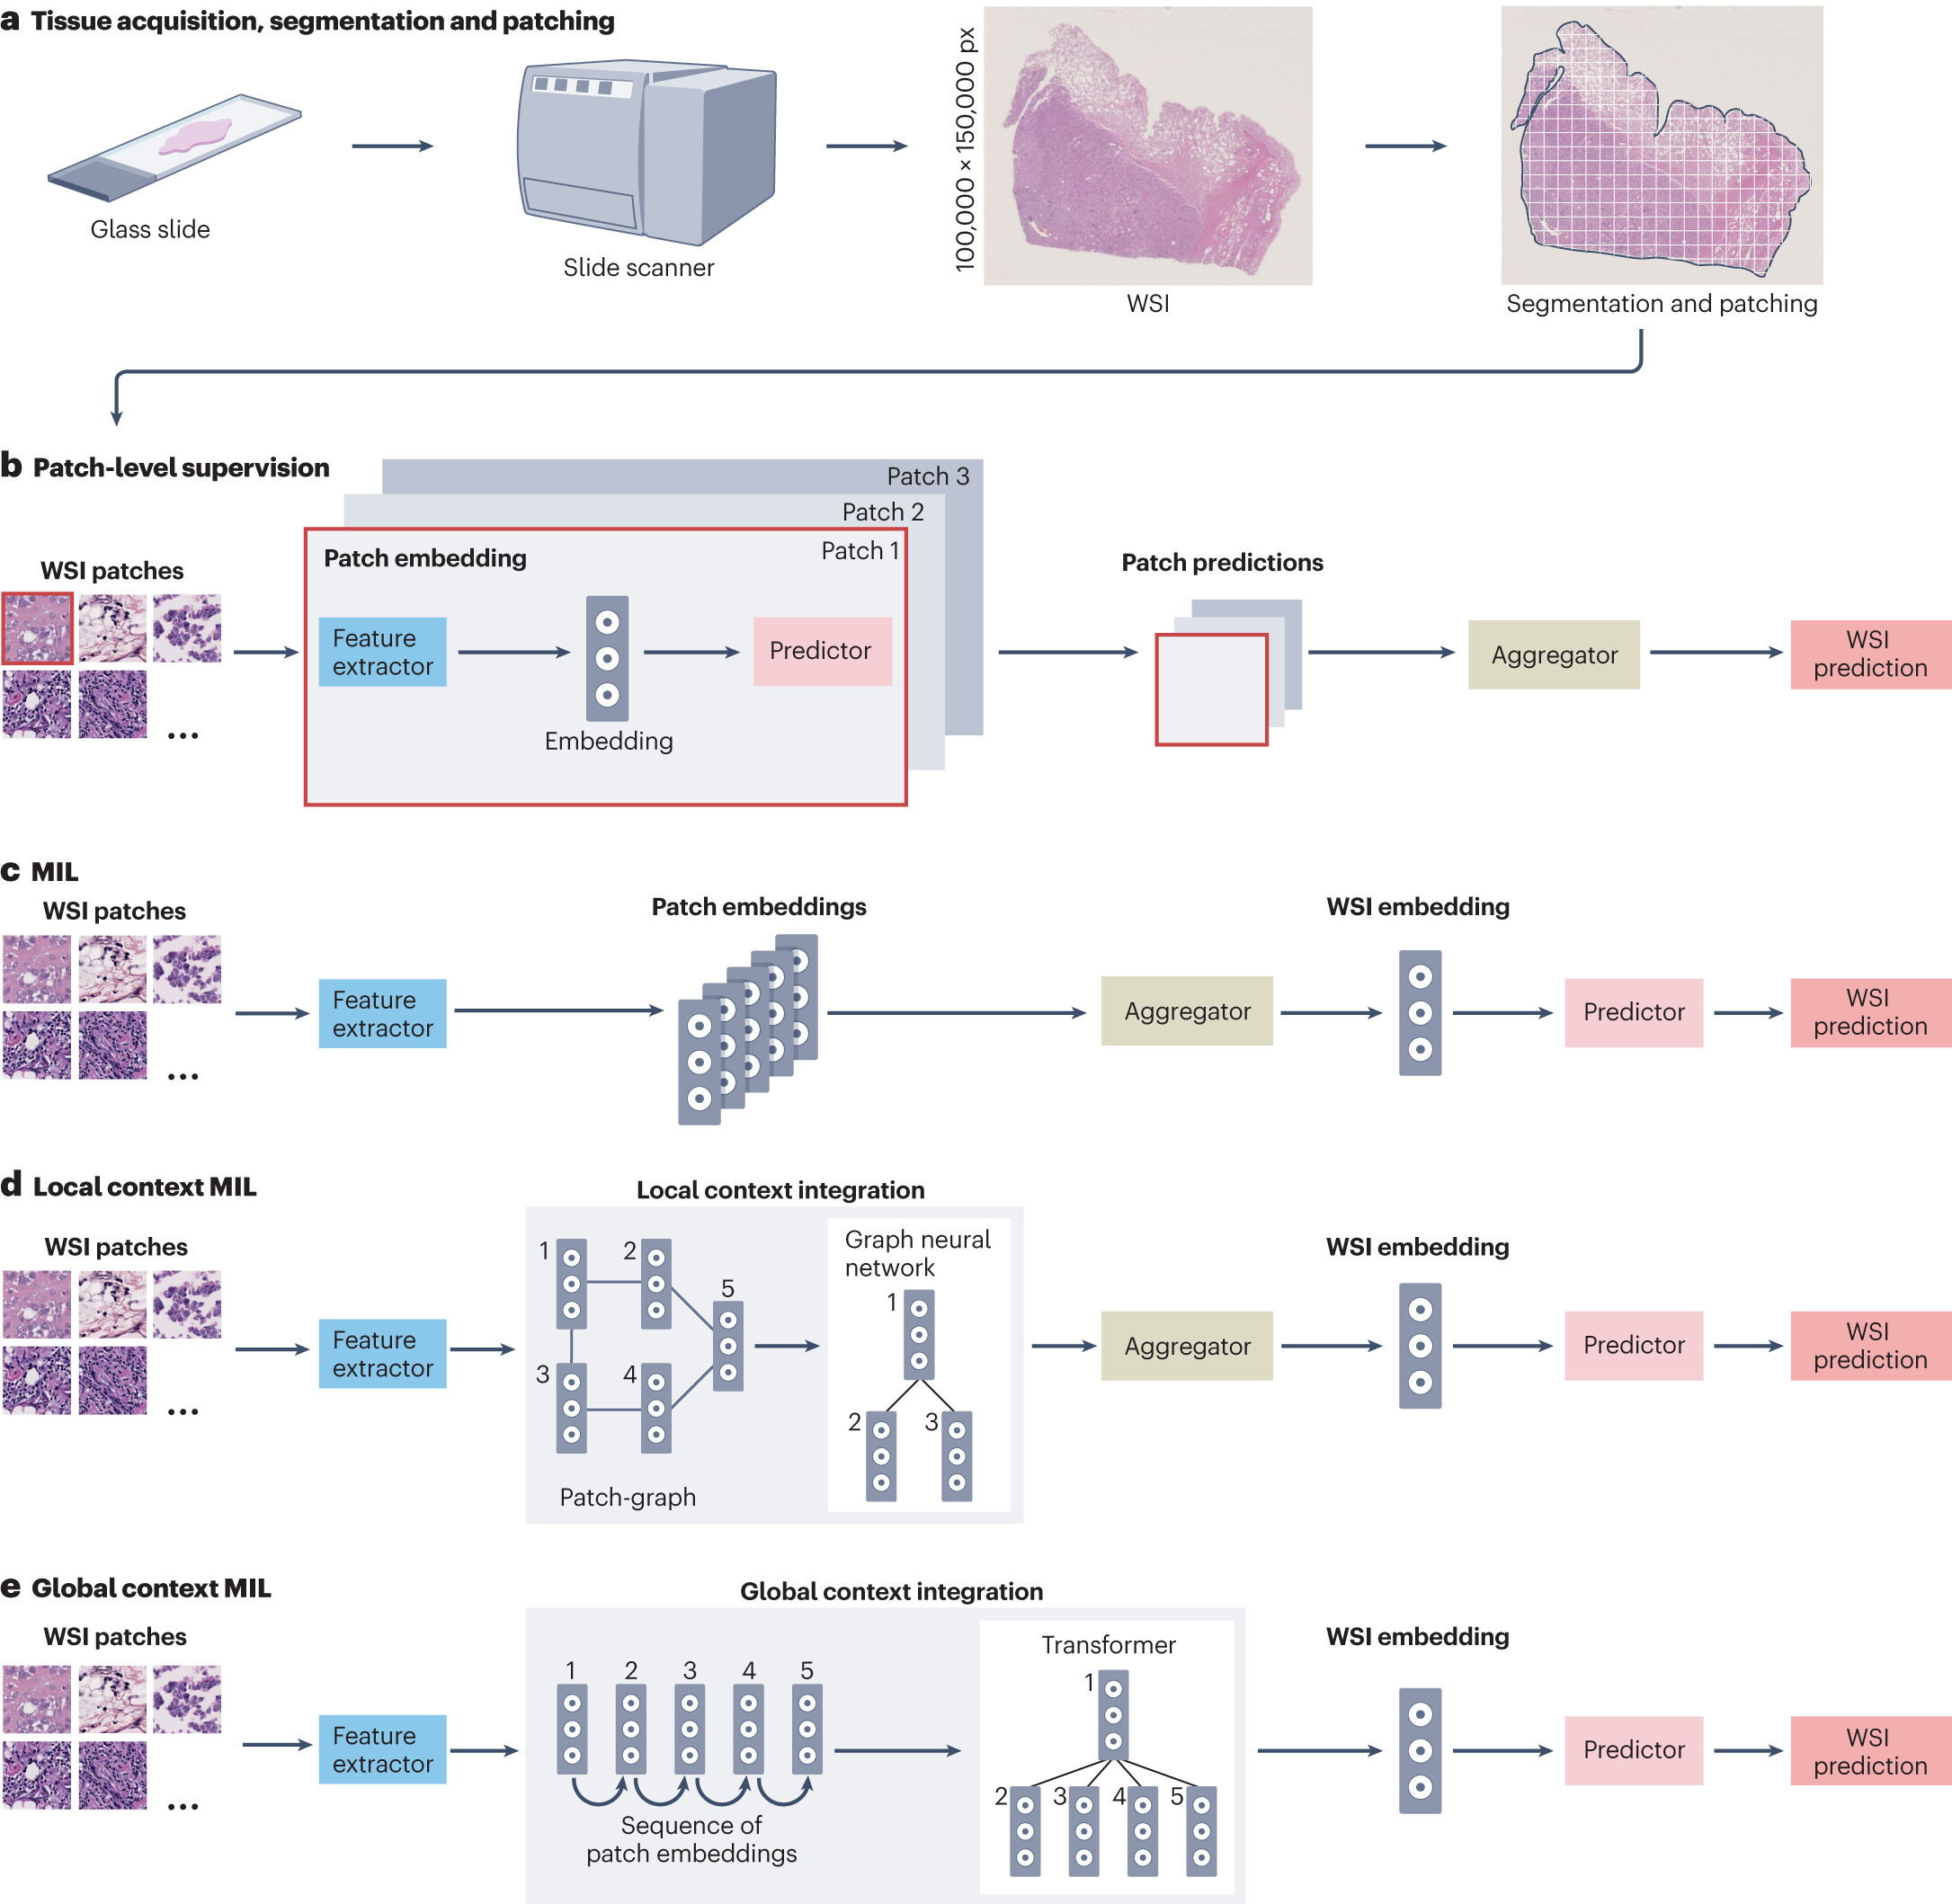 a Tissue acquisition, segmentation and patching
Glass slide
Slide scanner
100,000 × 150,000 px
WSI
Segmentation and patching
b Patch-level supervision
WSI patches
...
Patch 3
Patch 2
Patch 1
Patch embedding
Feature
extractor
Embedding
Predictor
Patch predictions
Aggregator
WSI
prediction
c MIL
WSI patches
...
Feature
extractor
Patch embeddings
Aggregator
WSI embedding
Predictor
WSI
prediction
d Local context MIL
WSI patches
...
Feature
extractor
Local context integration
1
2
3
4
5
Patch-graph
Graph neural
network
1
2
3
Aggregator
WSI embedding
Predictor
WSI
prediction
e Global context MIL
WSI patches
...
Feature
extractor
Global context integration
1 2 3 4 5
Sequence of
patch embeddings
Transformer
1
2 3 4 5
WSI embedding
Predictor
WSI
prediction